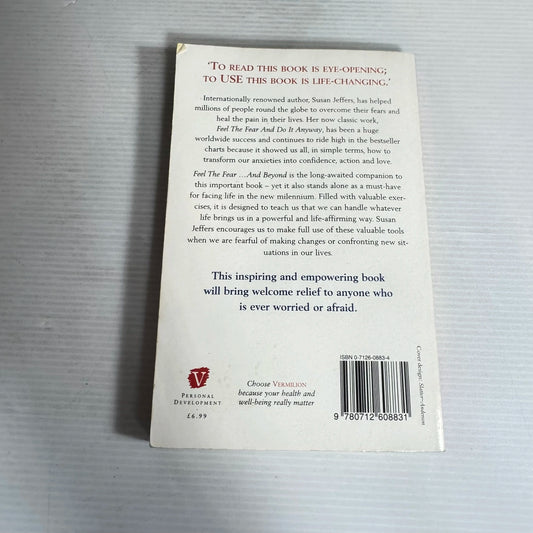 ‘TO READ THIS BOOK IS EYE-OPENING;
TO USE THIS BOOK IS LIFE-CHANGING.’
Internationally renowned author, Susan Jeffers, has helped
millions of people round the globe to overcome their fears and
heal the pain in their lives. Her now classic work,
Feel The Fear And Do It Anyway, has been a huge
worldwide success and continues to ride high in the bestseller
charts because it showed us all, in simple terms, how to
transform our anxieties into confidence, action and love.
Feel The Fear ...And Beyond is the long-awaited companion to
this important book – yet it also stands alone as a must-have
for facing life in the new milennium. Filled with valuable exer-
cises, it is designed to teach us that we can handle whatever
life brings us in a powerful and life-affirming way. Susan
Jeffers encourages us to make full use of these valuable tools
when we are fearful of making changes or confronting new sit-
uations in our lives.
This inspiring and empowering book
will bring welcome relief to anyone who
is ever worried or afraid.
V
PERSONAL
DEVELOPMENT
£6.99
Choose VERMILION
because your health and
well-being really matter
ISBN 0-7126-0883-4
9 780712 608831
Cover design: Slatter-Anderson